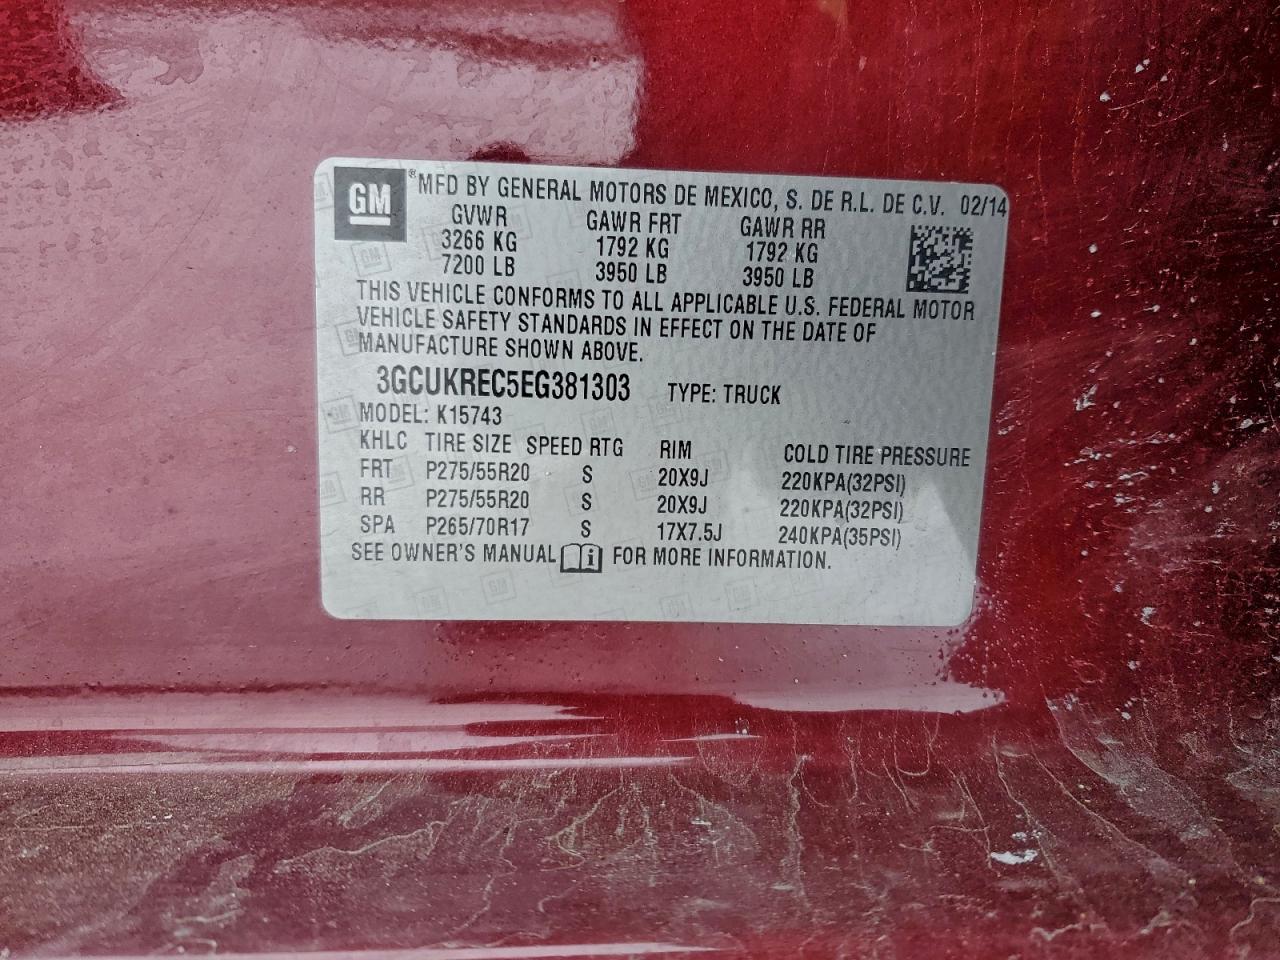 GM ® MFD BY GENERAL MOTORS DE MEXICO, S. DE R.L. DE C.V. 02/14
GVWR GAWR FRT GAWR RR
3266 KG 1792 KG 1792 KG
7200 LB 3950 LB 3950 LB
THIS VEHICLE CONFORMS TO ALL APPLICABLE U.S. FEDERAL MOTOR
VEHICLE SAFETY STANDARDS IN EFFECT ON THE DATE OF
MANUFACTURE SHOWN ABOVE.
3GCUKREC5EG381303 TYPE: TRUCK
MODEL: K15743
KHLC TIRE SIZE SPEED RTG RIM COLD TIRE PRESSURE
FRT P275/55R20 S 20X9J 220KPA(32PSI)
RR P275/55R20 S 20X9J 220KPA(32PSI)
SPA P265/70R17 S 17X7.5J 240KPA(35PSI)
SEE OWNER'S MANUAL i FOR MORE INFORMATION.